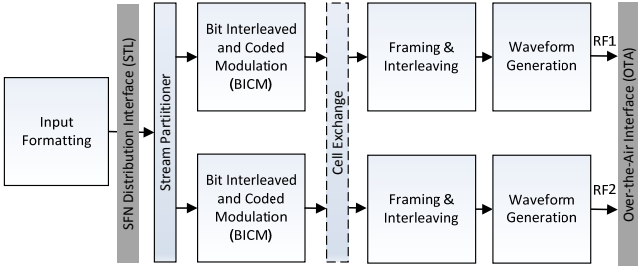 Input
Formatting
SFN Distribution Interface (STL)
Stream Partitioner
Bit Interleaved
and Coded
Modulation
(BICM)
Cell Exchange
Framing &
Interleaving
Waveform
Generation
RF1
Bit Interleaved
and Coded
Modulation
(BICM)
Framing &
Interleaving
Waveform
Generation
RF2
Over-the-Air Interface (OTA)